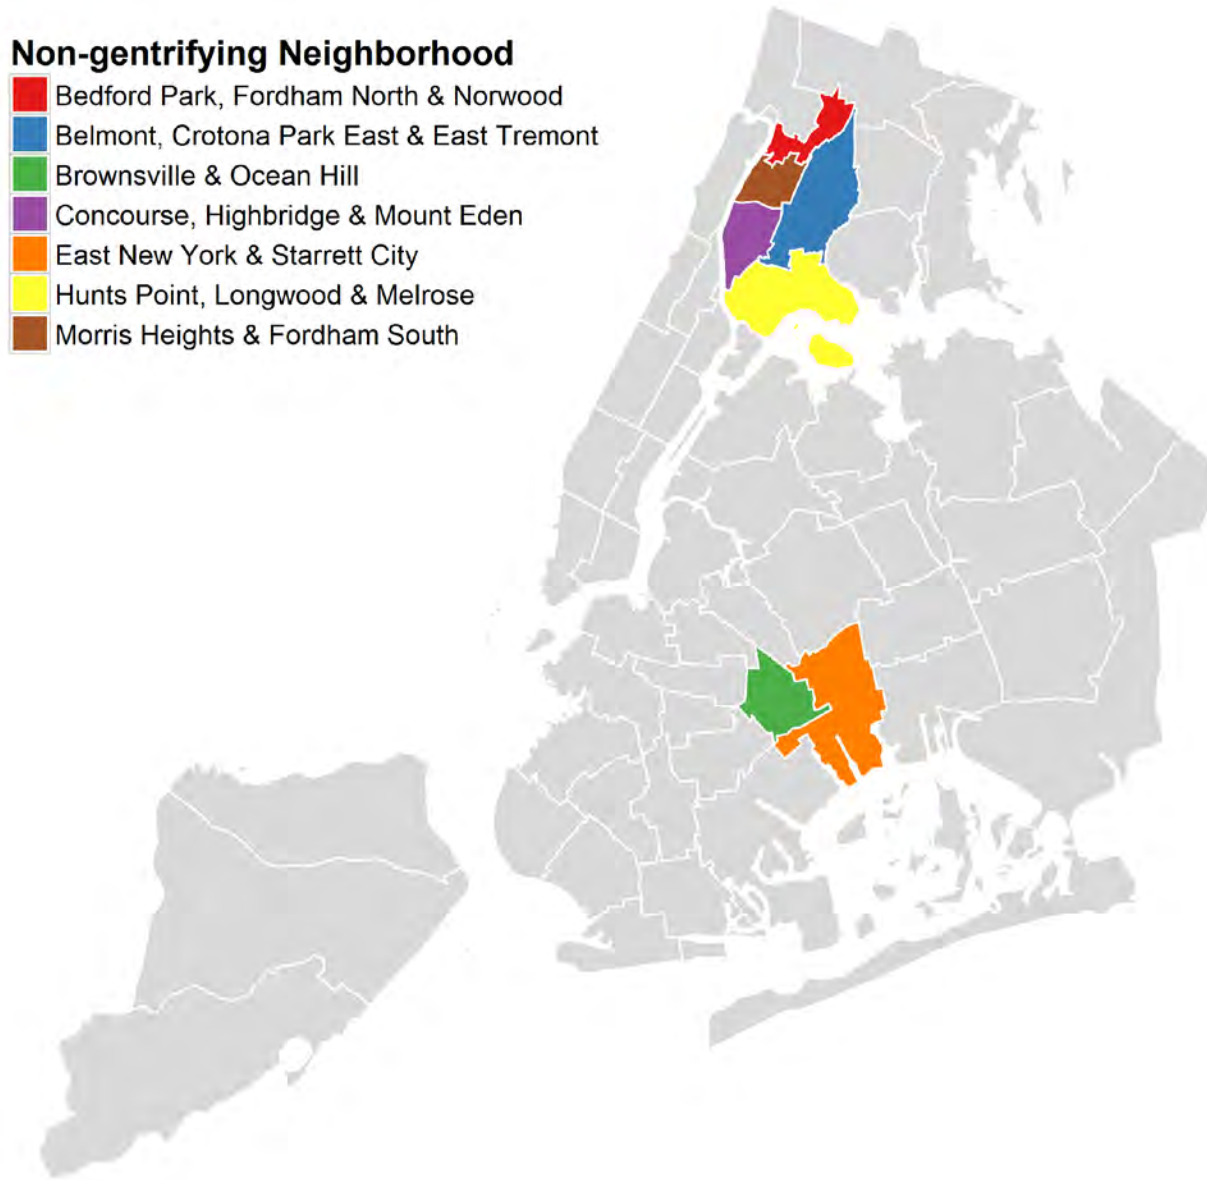 Non-gentrifying Neighborhood
Bedford Park, Fordham North & Norwood
Belmont, Crotona Park East & East Tremont
Brownsville & Ocean Hill
Concourse, Highbridge & Mount Eden
East New York & Starrett City
Hunts Point, Longwood & Melrose
Morris Heights & Fordham South